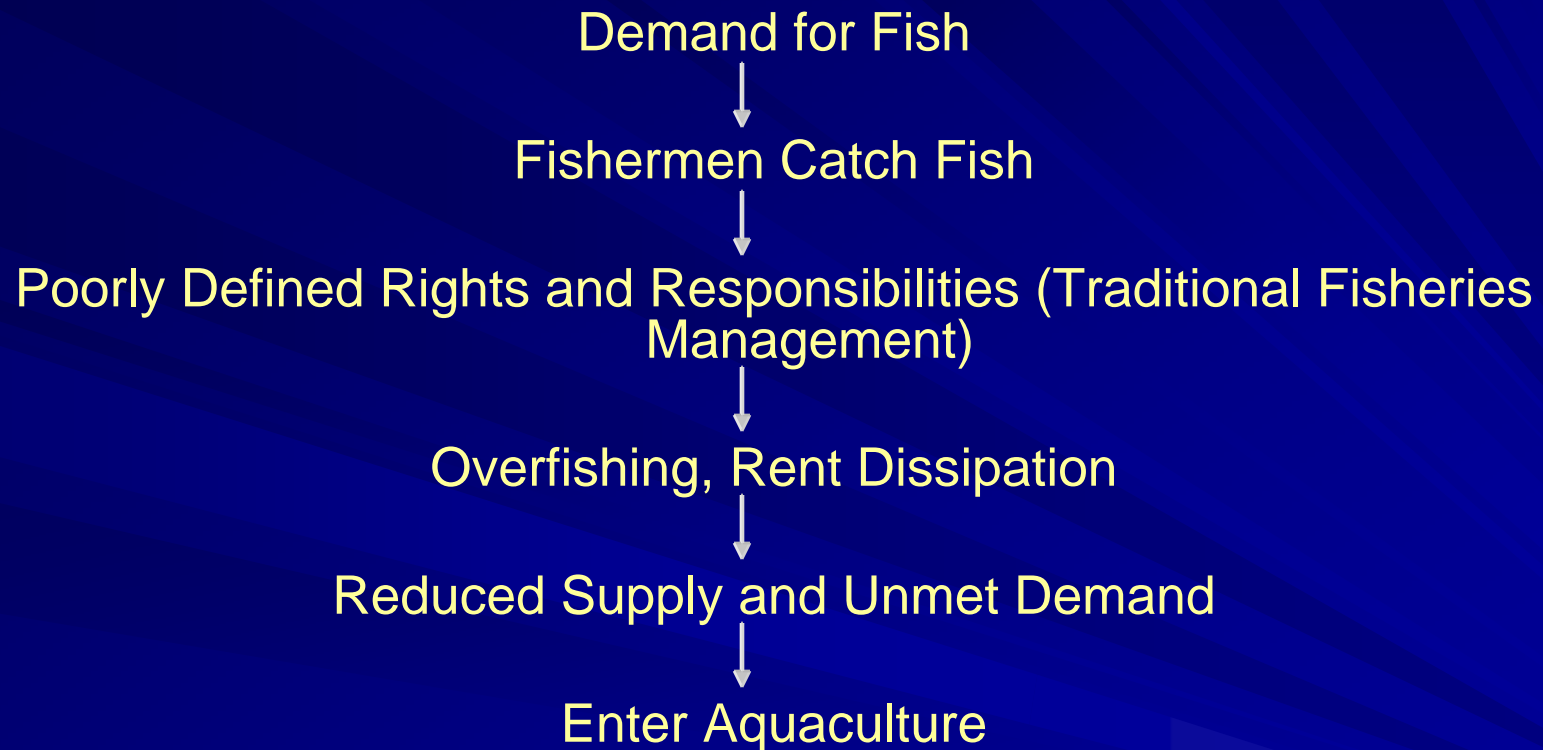 Demand for Fish
Fishermen Catch Fish
Poorly Defined Rights and Responsibilities (Traditional Fisheries
Management)
Overfishing, Rent Dissipation
Reduced Supply and Unmet Demand
Enter Aquaculture